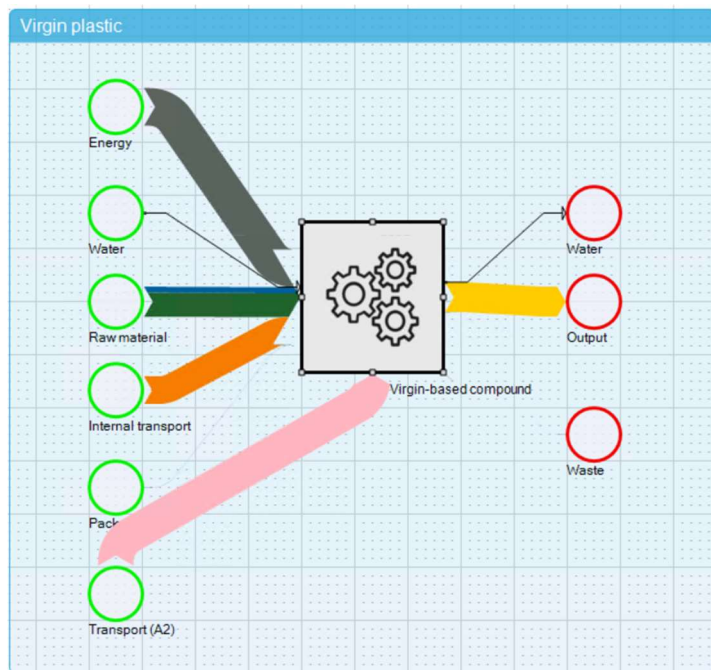 Virgin plastic
Energy
Water
Water
Raw material
Output
Virgin-based compound
Internal transport
Waste
Transport (A2)